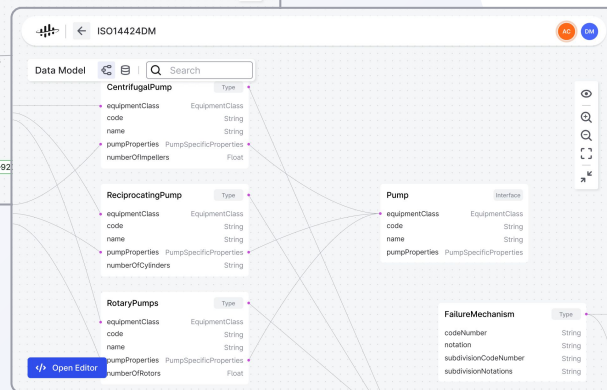 ISO14424DM
AC
DM
Data Model
Search
CentrifugalPump Type
equipmentClass EquipmentClass
code String
name String
pumpProperties PumpSpecificProperties
numberOfImpellers Float
92
ReciprocatingPump Type
equipmentClass EquipmentClass
code String
name String
pumpProperties PumpSpecificProperties
numberOfCylinders String
Pump Interface
equipmentClass EquipmentClass
code String
name String
pumpProperties PumpSpecificProperties
RotaryPumps Type
equipmentClass EquipmentClass
code String
name String
pumpProperties PumpSpecificProperties
numberOfRotors Float
</> Open Editor
FailureMechanism Type
codeNumber String
notation String
subdivisionCodeNumber String
subdivisionNotations String